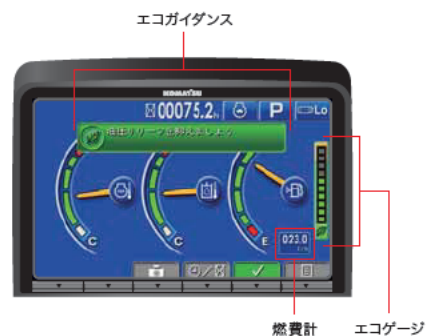 エコガイダンス
KOMATSU
00075.2h P Lo
油圧リリーフを抑えましょう
C C E 023.0
燃費計 エコゲージ